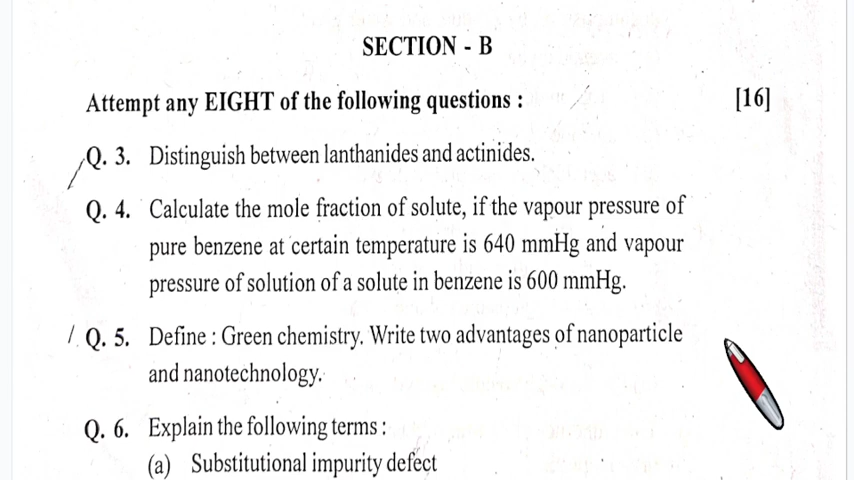 SECTION - B
Attempt any EIGHT of the following questions : [16]
Q. 3. Distinguish between lanthanides and actinides.
Q. 4. Calculate the mole fraction of solute, if the vapour pressure of
pure benzene at certain temperature is 640 mmHg and vapour
pressure of solution of a solute in benzene is 600 mmHg.
Q. 5. Define : Green chemistry. Write two advantages of nanoparticle
and nanotechnology.
Q. 6. Explain the following terms :
(a) Substitutional impurity defect